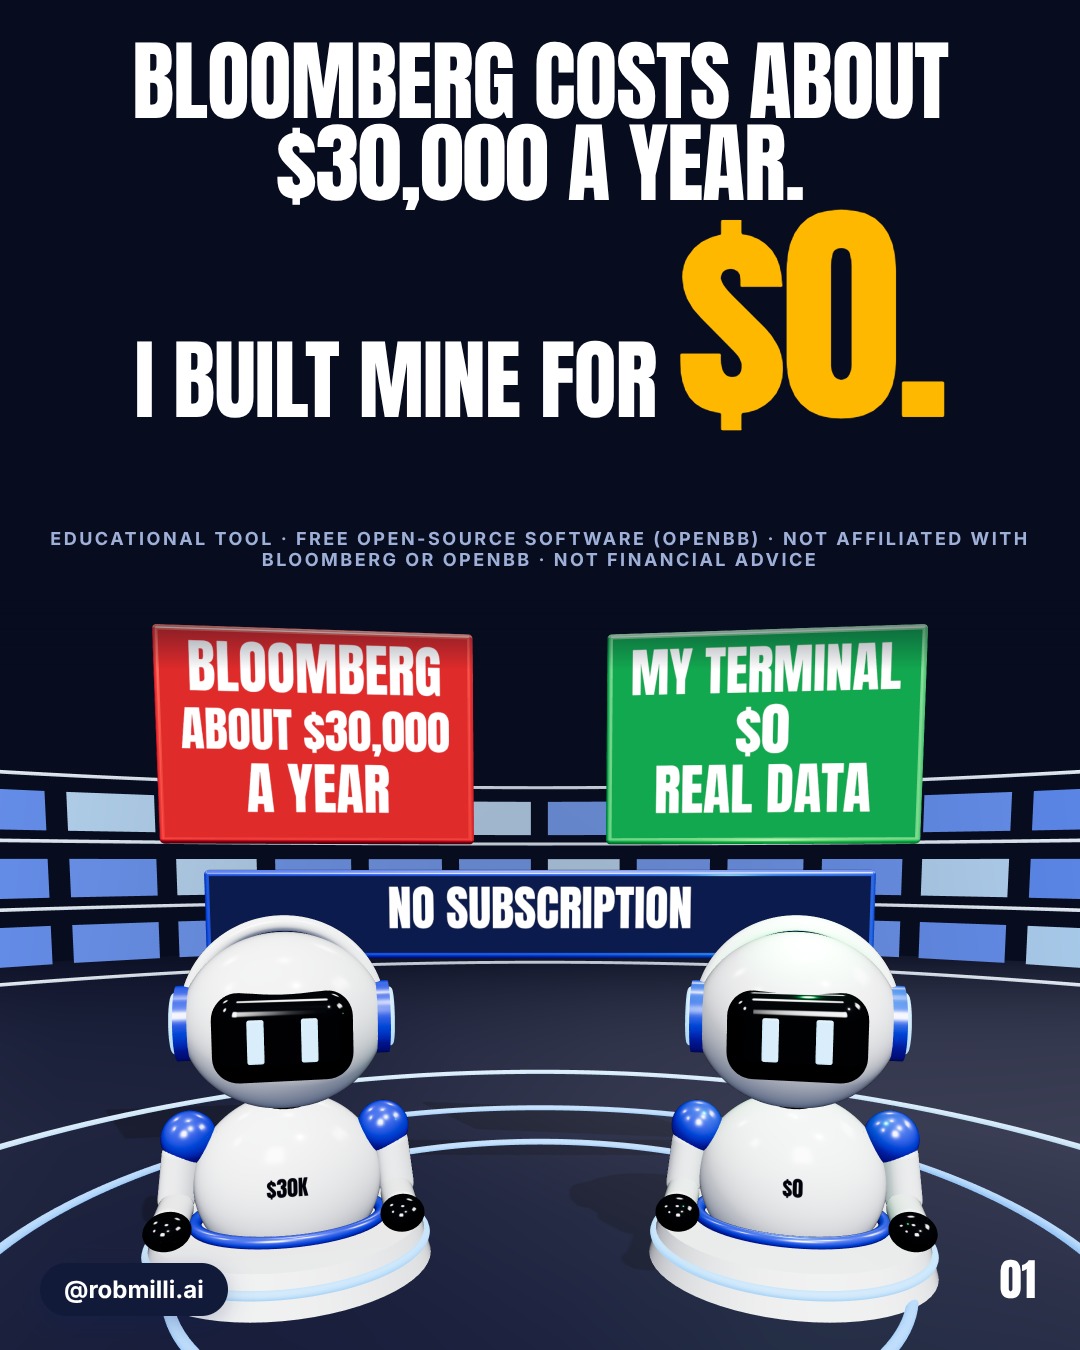 BLOOMBERG COSTS ABOUT
$30,000 A YEAR.
I BUILT MINE FOR $0.
EDUCATIONAL TOOL · FREE OPEN-SOURCE SOFTWARE (OPENBB) · NOT AFFILIATED WITH
BLOOMBERG OR OPENBB · NOT FINANCIAL ADVICE
BLOOMBERG
ABOUT $30,000
A YEAR
MY TERMINAL
$0
REAL DATA
NO SUBSCRIPTION
$30K
$0
@robmilli.ai
01